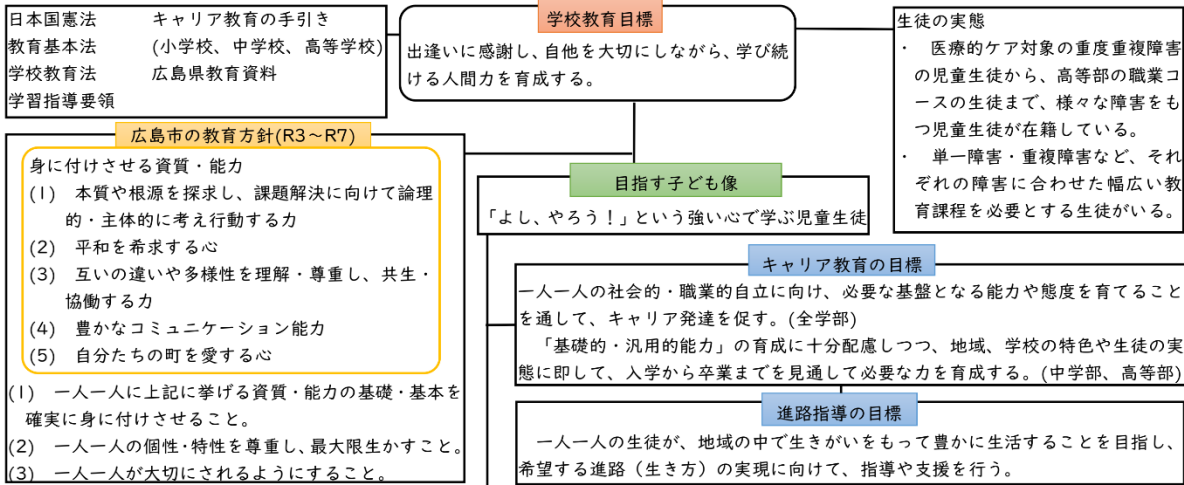 日本国憲法　キャリア教育の手引き
教育基本法　(小学校、中学校、高等学校)
学校教育法　広島県教育資料
学習指導要領
学校教育目標
出逢いに感謝し、自他を大切にしながら、学び続
ける人間力を育成する。
生徒の実態
・　医療的ケア対象の重度重複障害
の児童生徒から、高等部の職業コ
ースの生徒まで、様々な障害をも
つ児童生徒が在籍している。
・　単一障害・重複障害など、それ
ぞれの障害に合わせた幅広い教
育課程を必要とする生徒がいる。
広島市の教育方針(R3～R7)
身に付けさせる資質・能力
(1)　本質や根源を探求し、課題解決に向けて論理
的・主体的に考え行動する力
(2)　平和を希求する心
(3)　互いの違いや多様性を理解・尊重し、共生・
協働する力
(4)　豊かなコミュニケーション能力
(5)　自分たちの町を愛する心
(1)　一人一人に上記に挙げる資質・能力の基礎・基本を
確実に身に付けさせること。
(2)　一人一人の個性・特性を尊重し、最大限生かすこと。
(3)　一人一人が大切にされるようにすること。
目指す子ども像
「よし、やろう！」という強い心で学ぶ児童生徒
キャリア教育の目標
一人一人の社会的・職業的自立に向け、必要な基盤となる能力や態度を育てること
を通して、キャリア発達を促す。(全学部)
「基礎的・汎用的能力」の育成に十分配慮しつつ、地域、学校の特色や生徒の実
態に即して、入学から卒業までを見通して必要な力を育成する。(中学部、高等部)
進路指導の目標
一人一人の生徒が、地域の中で生きがいをもって豊かに生活することを目指し、
希望する進路（生き方）の実現に向けて、指導や支援を行う。